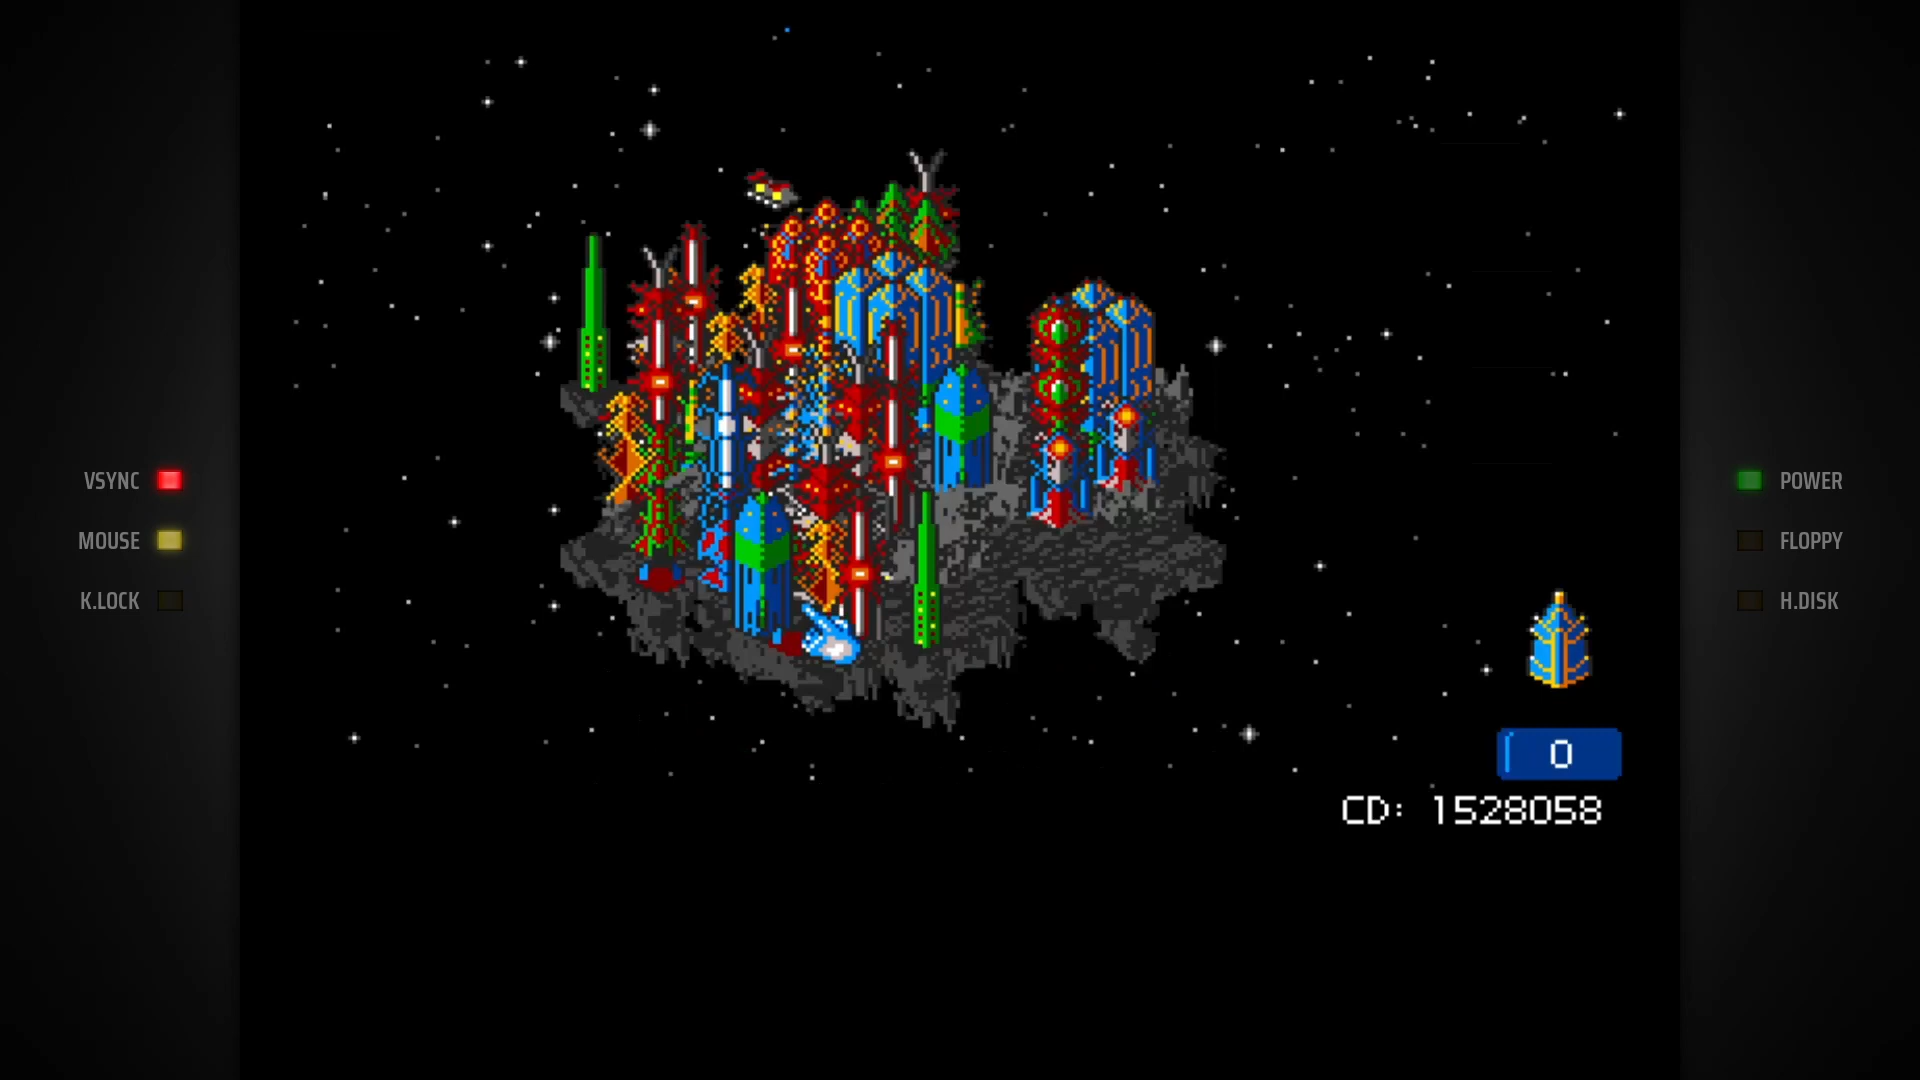 VSYNC
MOUSE
K.LOCK
POWER
FLOPPY
H.DISK
0
CD: 1528058